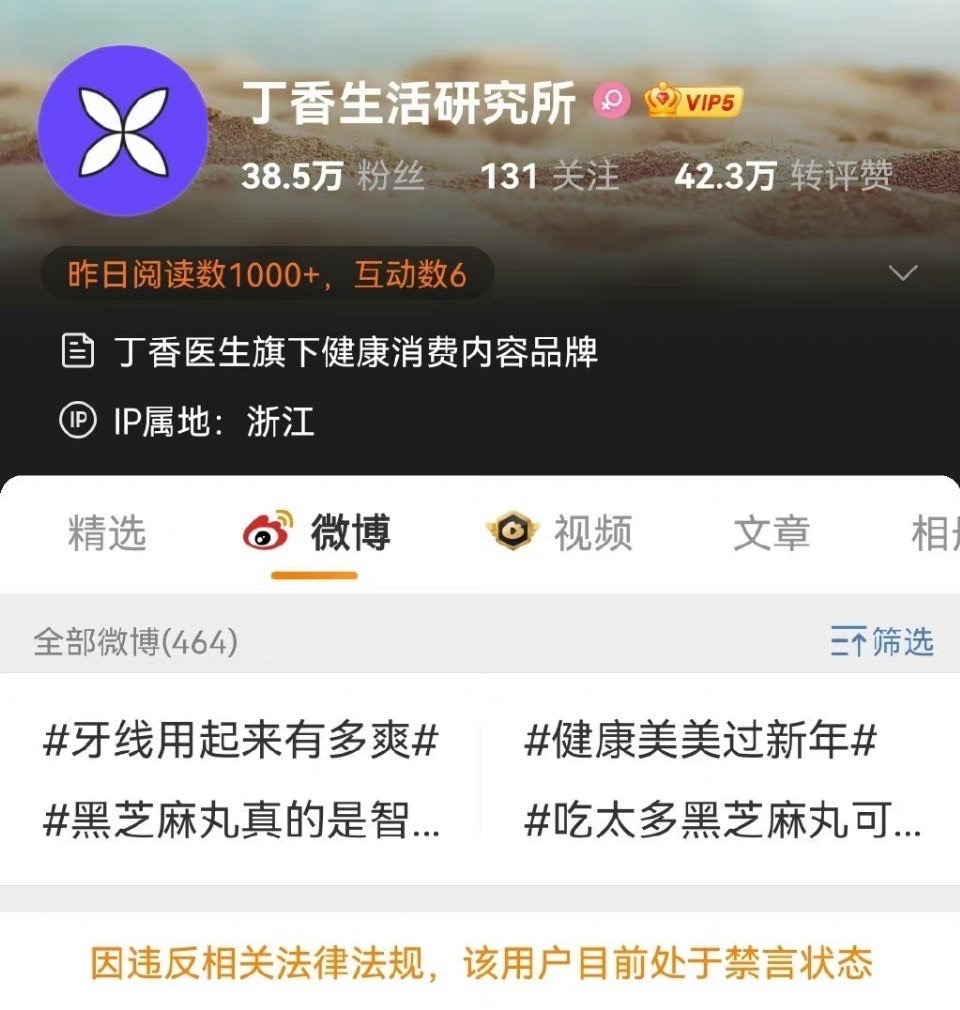 丁香生活研究所 VIP5
38.5万 粉丝 131 关注 42.3万 转评赞
昨日阅读数1000+，互动数6
丁香医生旗下健康消费内容品牌
IP IP属地：浙江
精选 微博 视频 文章 相
全部微博(464) 筛选
#牙线用起来有多爽# #健康美美过新年#
#黑芝麻丸真的是智... #吃太多黑芝麻丸可...
因违反相关法律法规，该用户目前处于禁言状态